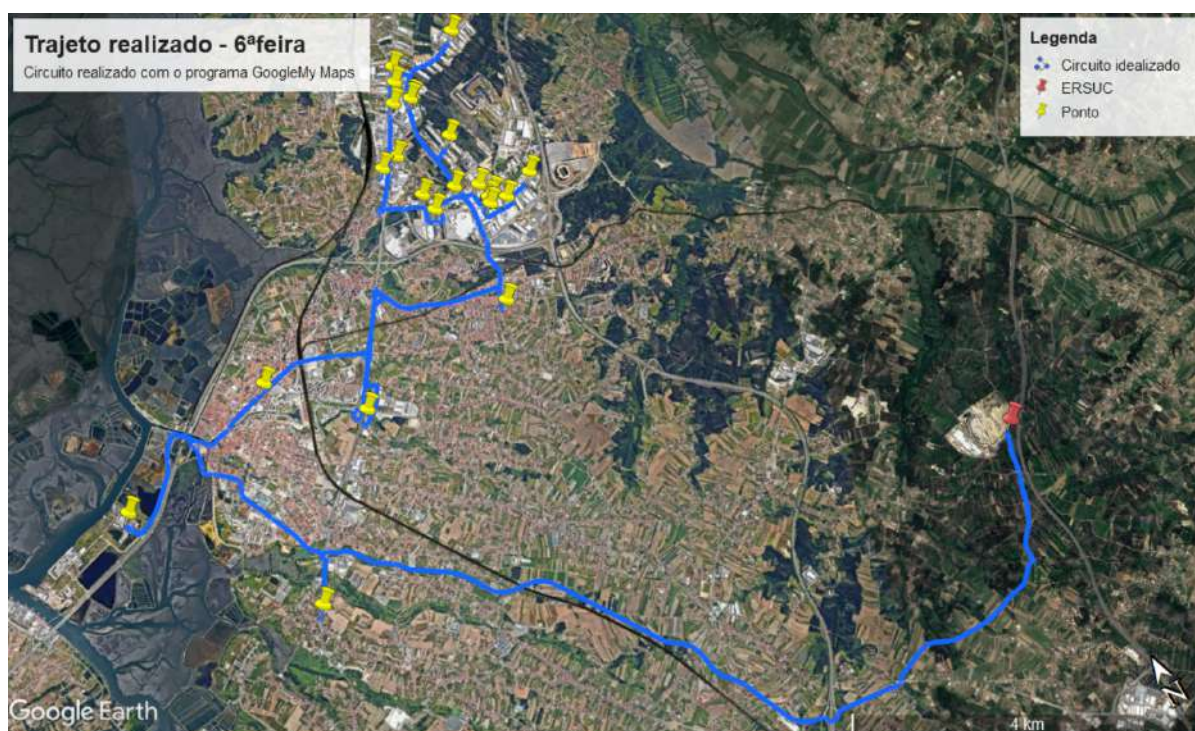 Trajeto realizado - 6ªfeira
Circuito realizado com o programa GoogleMy Maps
Legenda
Circuito idealizado
ERSUC
Ponto
Google Earth
4 km
N